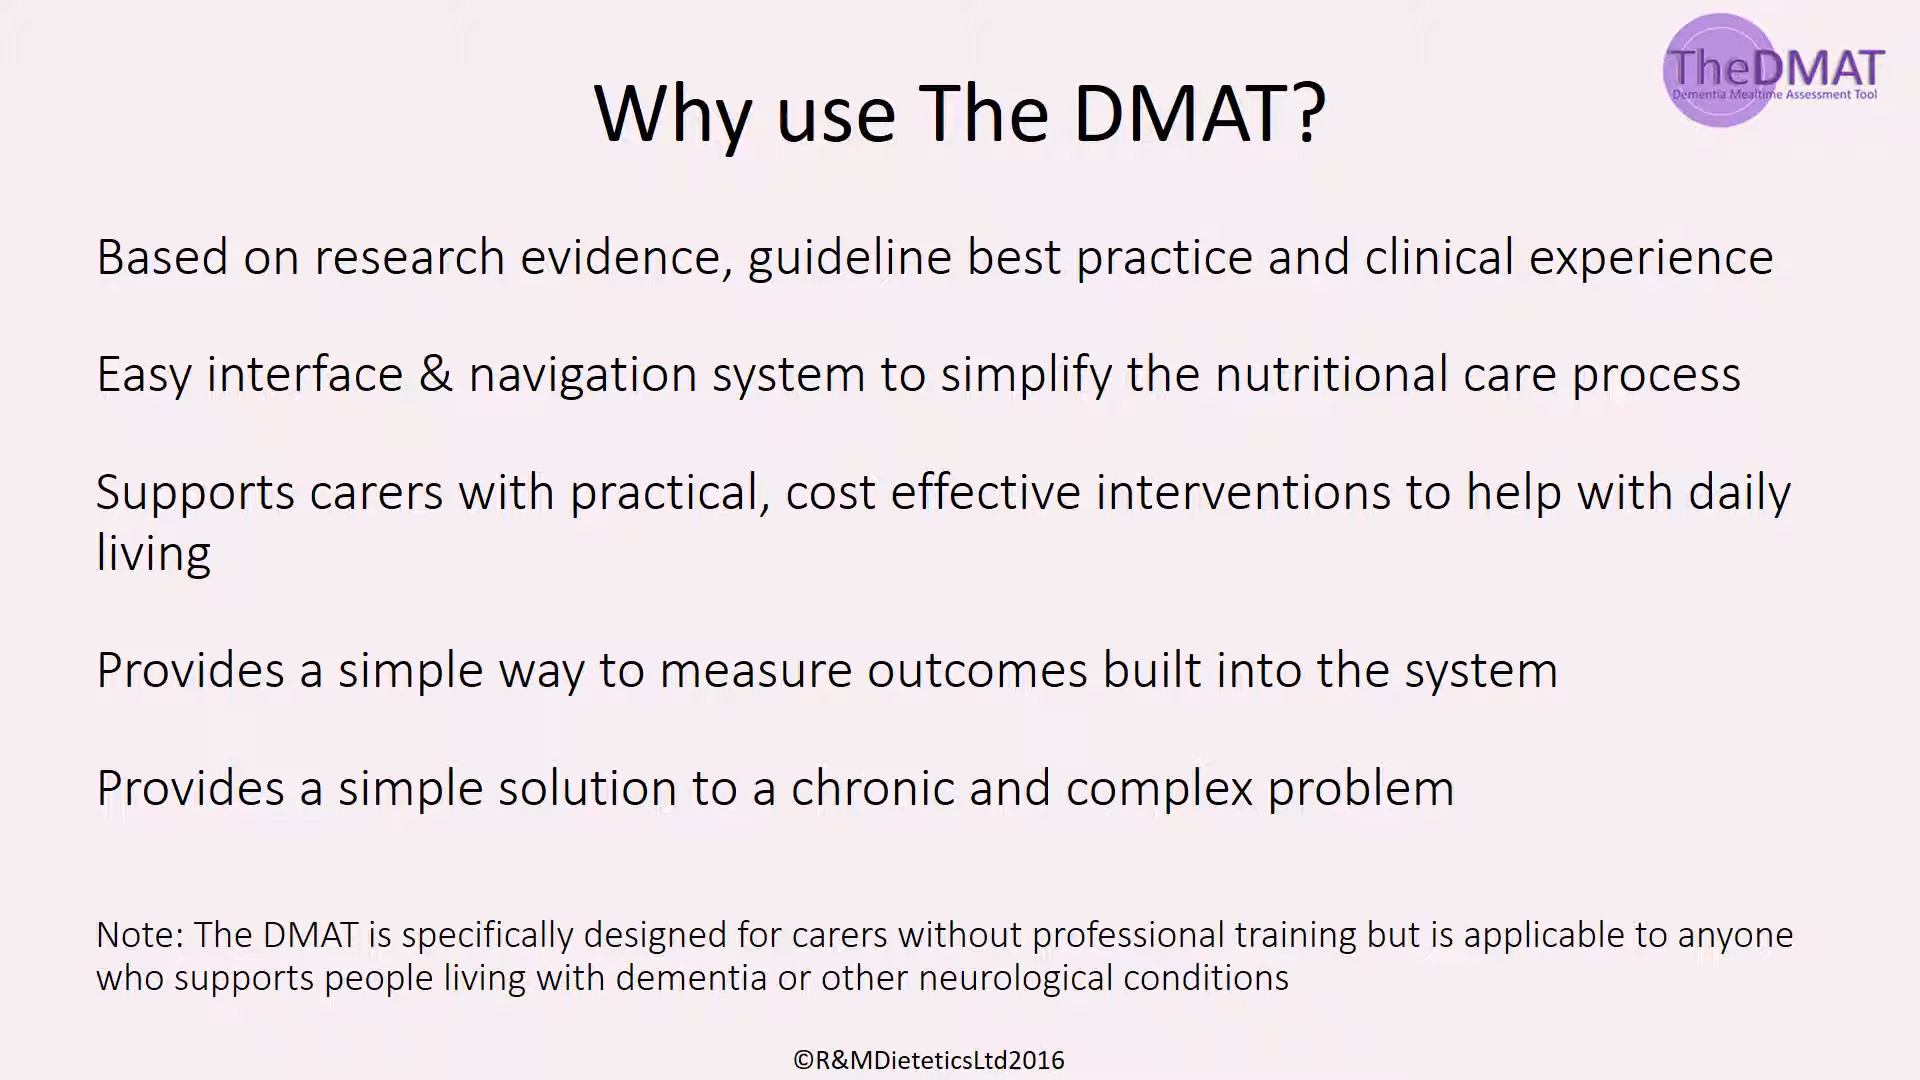 TheDMAT
Dementia Mealtime Assessment Tool
Why use The DMAT?
Based on research evidence, guideline best practice and clinical experience
Easy interface & navigation system to simplify the nutritional care process
Supports carers with practical, cost effective interventions to help with daily
living
Provides a simple way to measure outcomes built into the system
Provides a simple solution to a chronic and complex problem
Note: The DMAT is specifically designed for carers without professional training but is applicable to anyone
who supports people living with dementia or other neurological conditions
©R&MDieteticsLtd2016